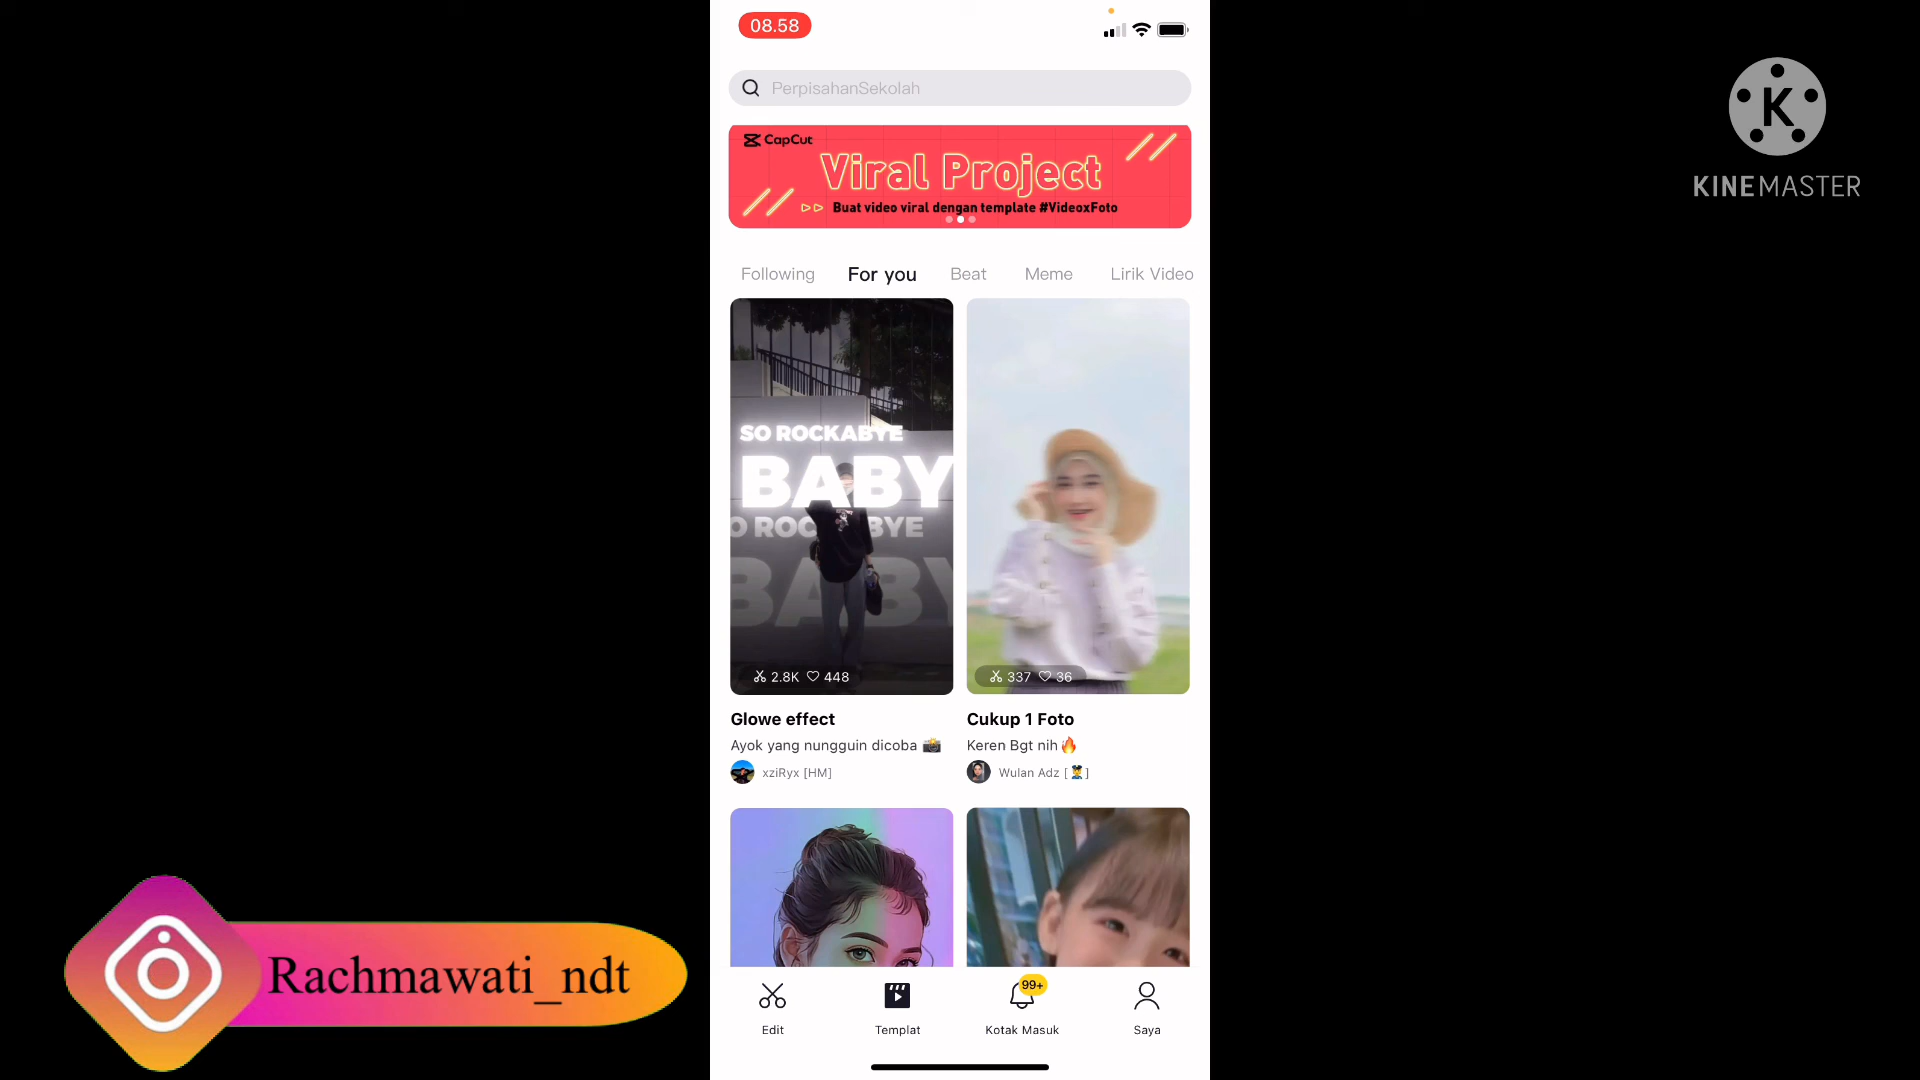 08.58
PerpisahanSekolah
CapCut
Viral Project
Buat video viral dengan template #VideoxFoto
Following For you Beat Meme Lirik Video
SO ROCKABYE
BABY
O ROCKABYE
BABY
2.8K 448
337 36
Glowe effect
Ayok yang nungguin dicoba
xziRyx [HM]
Cukup 1 Foto
Keren Bgt nih
Wulan Adz [ ]
99+
Edit Templat Kotak Masuk Saya
K
KINEMASTER
Rachmawati_ndt